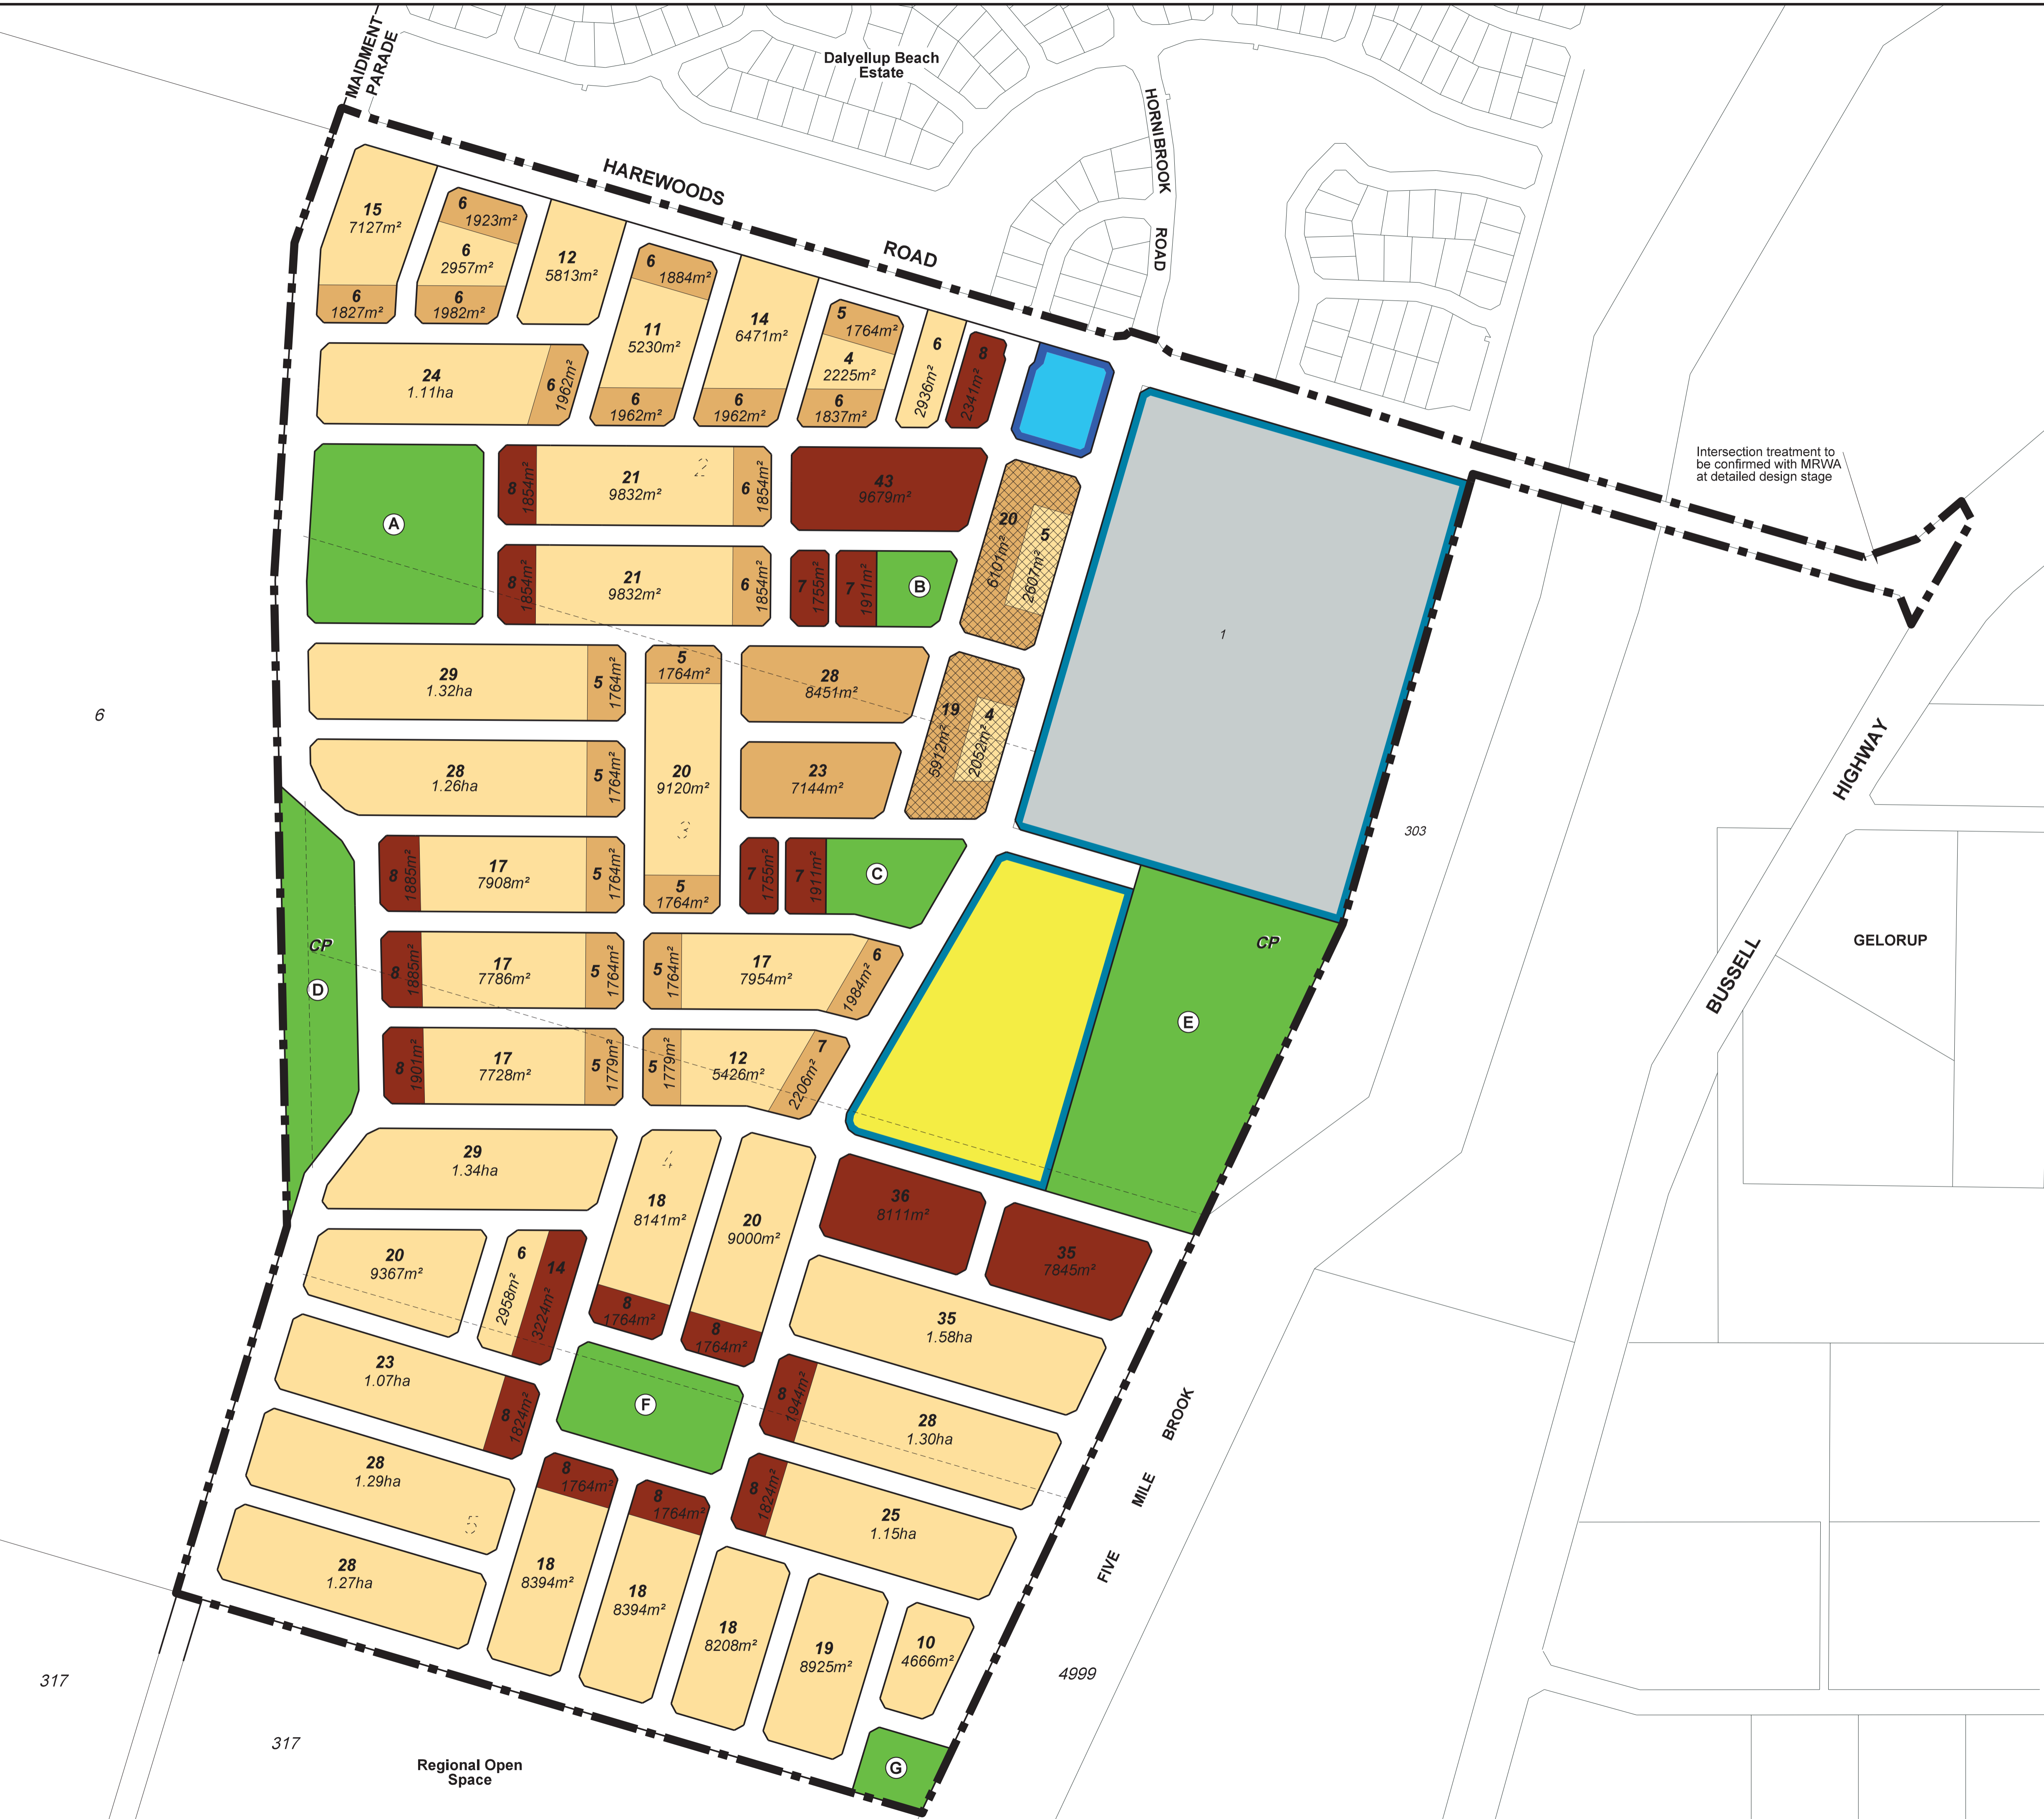 MAIDMENT
PARADE
Dalyellup Beach
Estate
HORNIBROOK
ROAD
HAREWOODS
ROAD
15
7127m²
6
1827m²
6
1923m²
6
2957m²
6
1982m²
12
5813m²
6
1884m²
11
5230m²
6
1962m²
14
6471m²
6
1962m²
5
1764m²
4
2225m²
6
1837m²
6
2936m²
8
2341m²
24
1.11ha
6
1962m²
Intersection treatment to
be confirmed with MRWA
at detailed design stage
A
8
1854m²
21
9832m²
2
6
1854m²
43
9679m²
20
6101m²
5
2607m²
8
1854m²
21
9832m²
6
1854m²
7
1755m²
7
1911m²
B
1
29
1.32ha
5
1764m²
5
1764m²
20
9120m²
3
5
1764m²
28
8451m²
19
5912m²
4
2052m²
6
28
1.26ha
5
1764m²
23
7144m²
HIGHWAY
303
8
1885m²
17
7908m²
5
1764m²
7
1755m²
7
1911m²
C
CP
D
8
1885m²
17
7786m²
5
1764m²
5
1764m²
17
7954m²
6
1984m²
CP
E
GELORUP
BUSSELL
8
1901m²
17
7728m²
5
1779m²
5
1779m²
12
5426m²
7
2206m²
29
1.34ha
4
18
8141m²
8
1764m²
20
9000m²
8
1764m²
36
8111m²
35
7845m²
20
9367m²
6
2958m²
14
3224m²
35
1.58ha
23
1.07ha
8
1824m²
F
8
1944m²
28
1.30ha
BROOK
MILE
FIVE
28
1.29ha
5
8
1764m²
18
8394m²
8
1764m²
18
8394m²
8
1824m²
25
1.15ha
28
1.27ha
18
8208m²
19
8925m²
10
4666m²
4999
317
317
Regional Open
Space
G